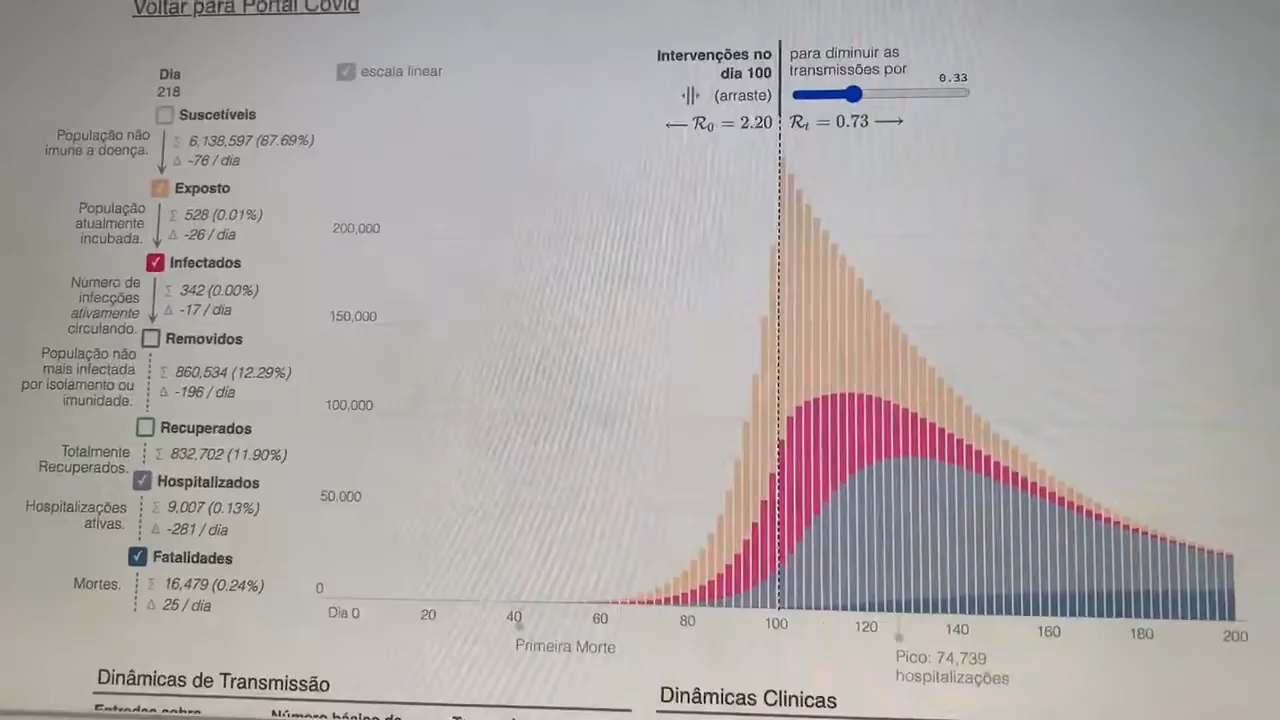 Voltar para Portal Covid
Dia
218
Suscetíveis
População não
imune a doença.
Σ 6,138,597 (87.69%)
Δ -76 / dia
Exposto
População
atualmente
incubada.
Σ 528 (0.01%)
Δ -26 / dia
Infectados
Número de
infecções
ativamente
circulando.
Σ 342 (0.00%)
Δ -17 / dia
Removidos
População não
mais infectada
por isolamento ou
imunidade.
Σ 860,534 (12.29%)
Δ -196 / dia
Recuperados
Totalmente
Recuperados.
Σ 832,702 (11.90%)
Hospitalizados
Hospitalizações
ativas.
Σ 9,007 (0.13%)
Δ -281 / dia
Fatalidades
Mortes.
Σ 16,479 (0.24%)
Δ 25 / dia
escala linear
Intervenções no
dia 100
(arraste)
← R₀ = 2.20
para diminuir as
transmissões por
0.33
Rₜ = 0.73 →
200,000
150,000
100,000
50,000
0
Dia 0 20 40 60 80 100 120 140 160 180 200
Primeira Morte
Pico: 74,739
hospitalizações
Dinâmicas de Transmissão
Dinâmicas Clinicas